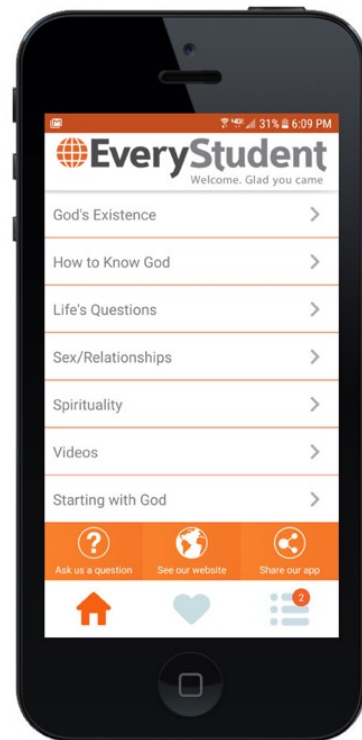 4G 31% 6:09 PM
EveryStudent
Welcome. Glad you came
God's Existence
How to Know God
Life's Questions
Sex/Relationships
Spirituality
Videos
Starting with God
?
Ask us a question See our website Share our app
2